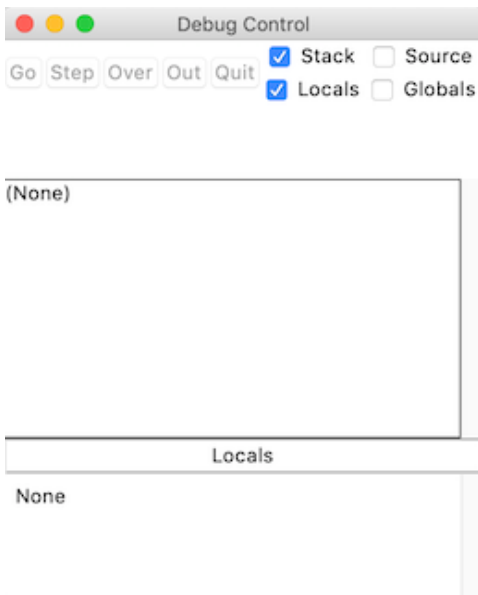 Debug Control
Go Step Over Out Quit
Stack Source
Locals Globals
(None)
Locals
None